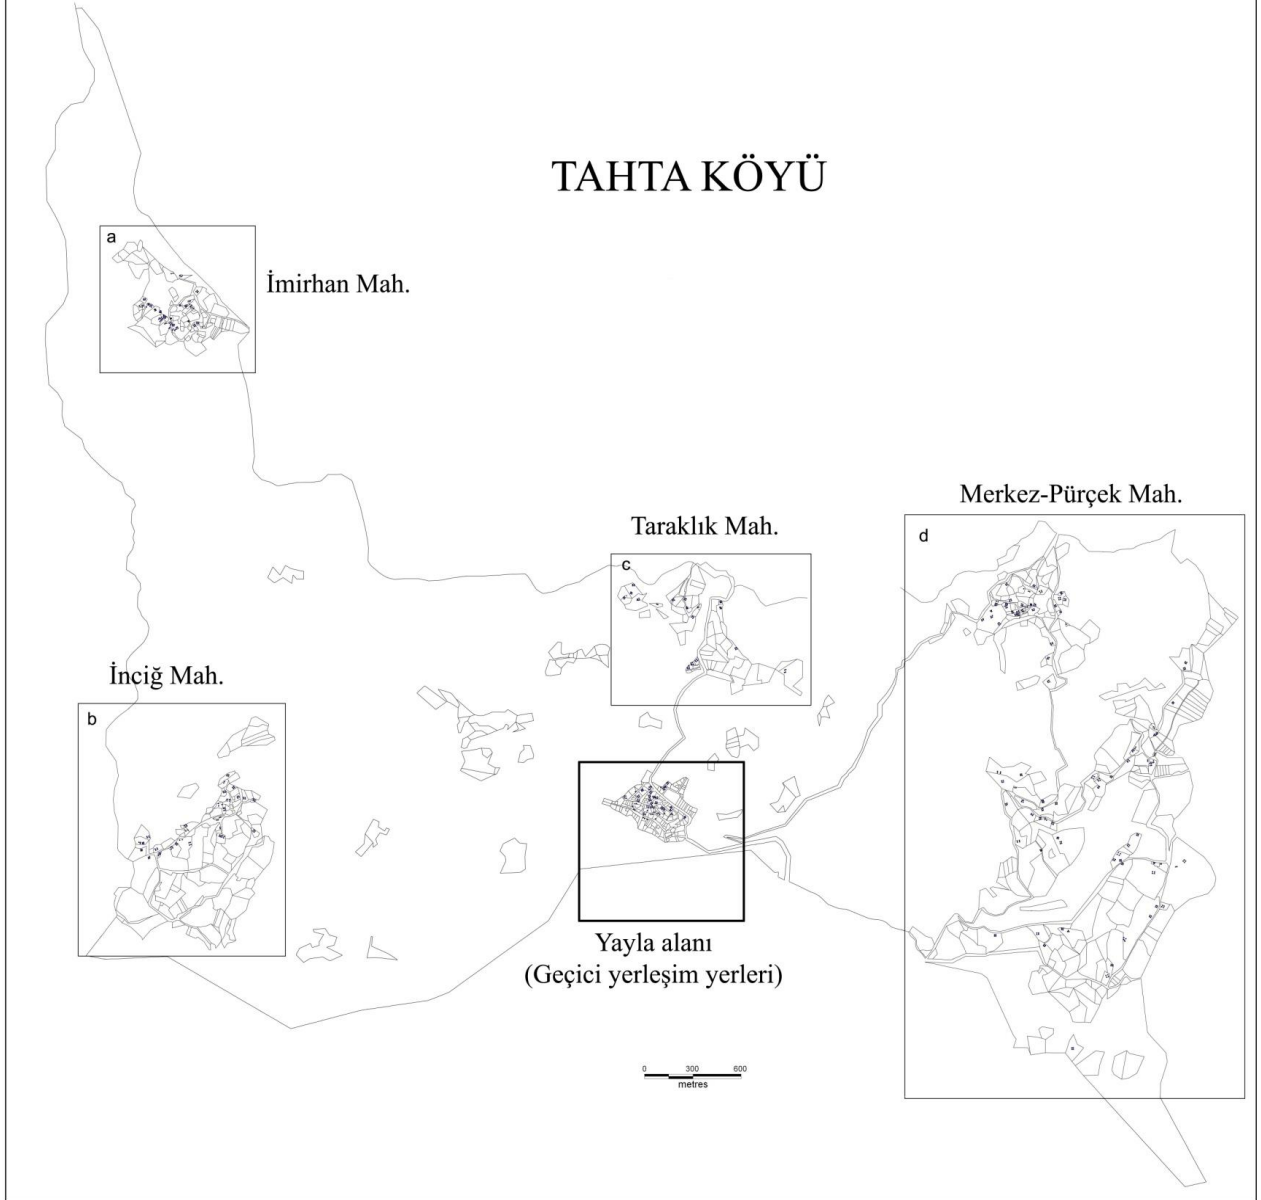 TAHTA KÖYÜ
a
İmirhan Mah.
Merkez-Pürçek Mah.
Taraklık Mah.
d
c
İnciğ Mah.
b
Yayla alanı
(Geçici yerleşim yerleri)
0 300 600
metres